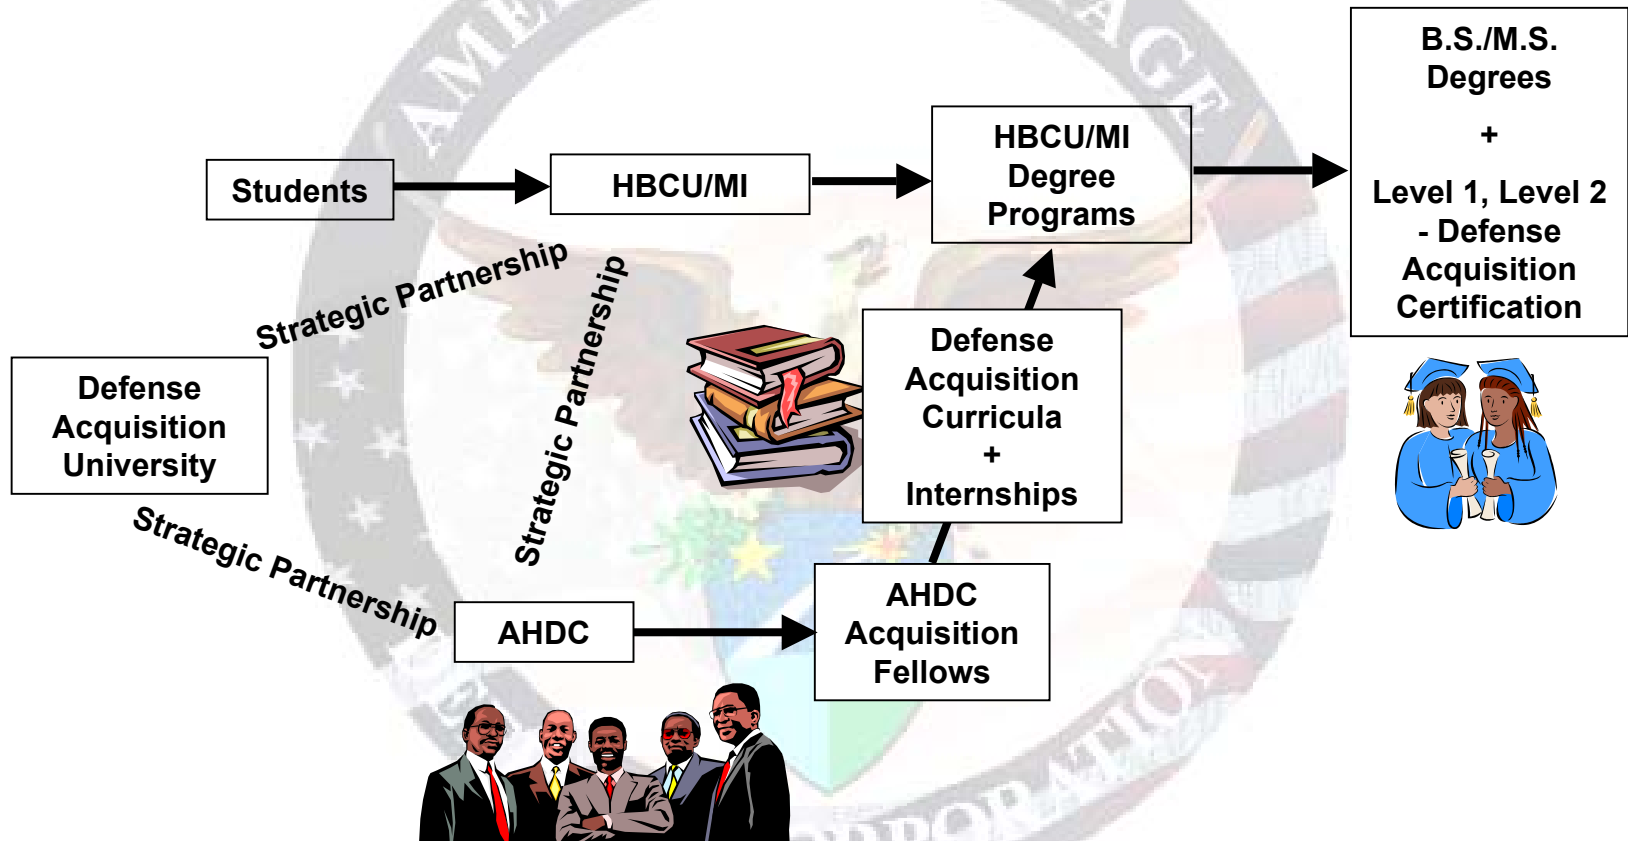 B.S./M.S.
Degrees
+
Level 1, Level 2
- Defense
Acquisition
Certification
HBCU/MI
Degree
Programs
Students
HBCU/MI
Strategic Partnership
Strategic Partnership
Defense
Acquisition
University
Defense
Acquisition
Curricula
+
Internships
Strategic Partnership
AHDC
AHDC
Acquisition
Fellows